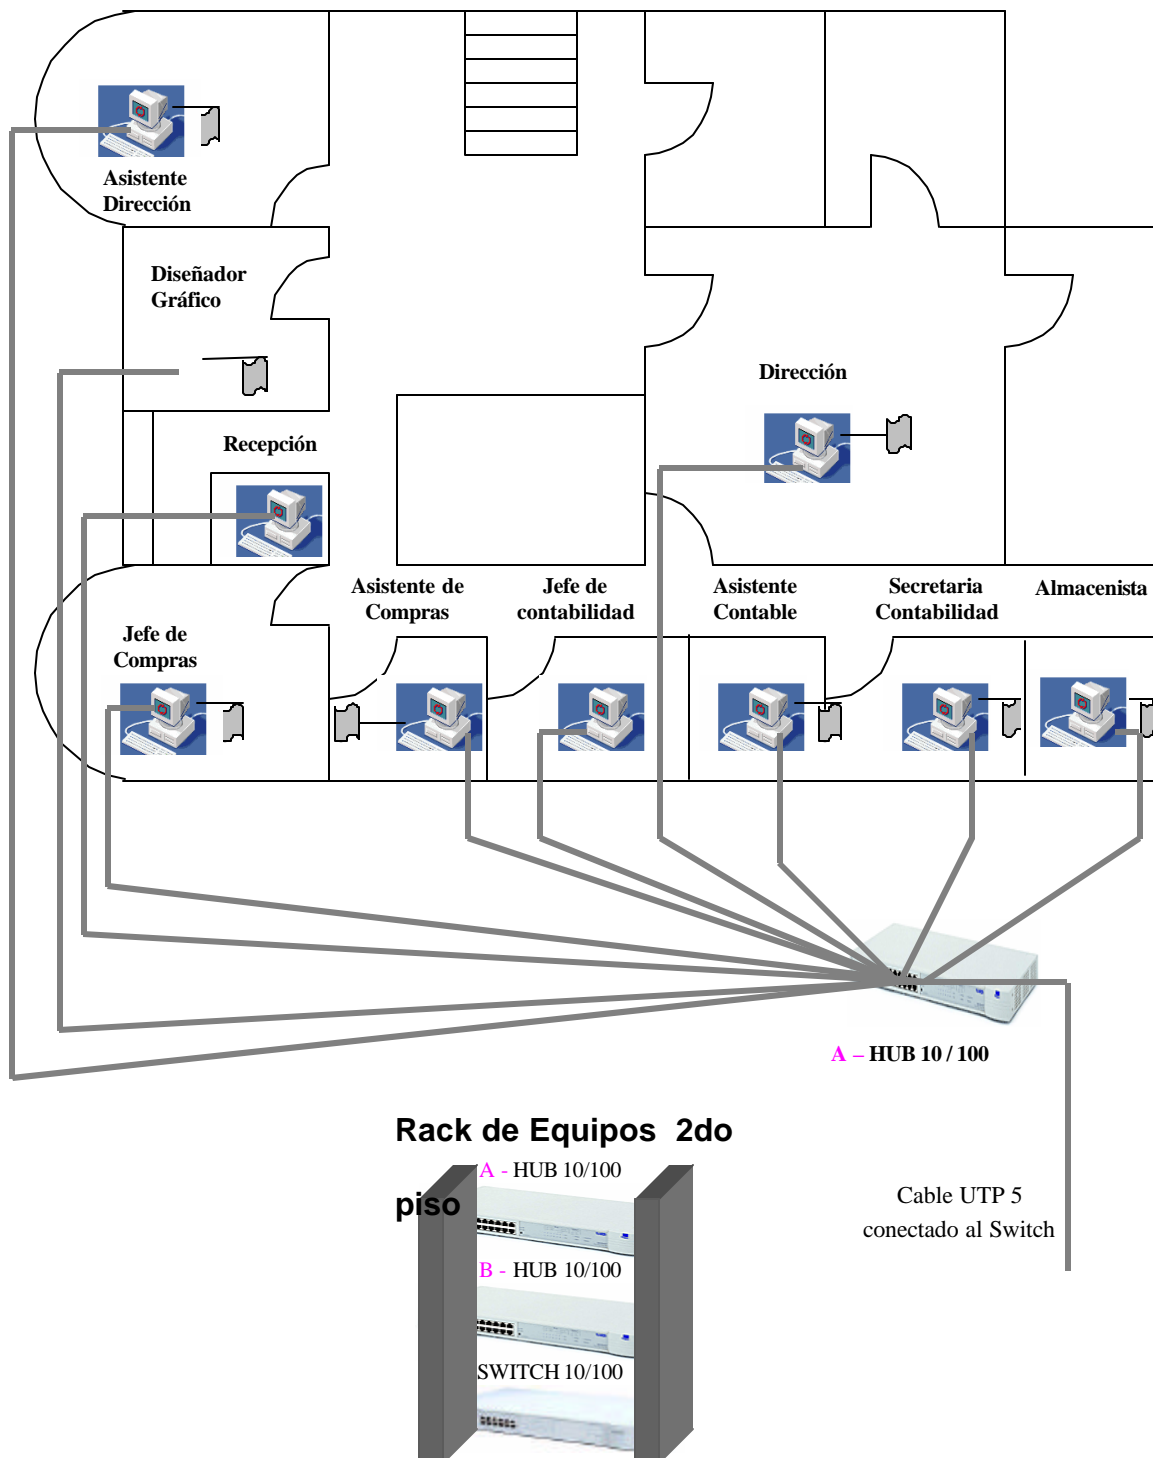 Asistente
Dirección
Diseñador
Gráfico
Dirección
Recepción
Asistente de
Compras
Jefe de
contabilidad
Asistente
Contable
Secretaria
Contabilidad
Almacenista
Jefe de
Compras
A – HUB 10 / 100
Rack de Equipos 2do
piso
A - HUB 10/100
B - HUB 10/100
SWITCH 10/100
Cable UTP 5
conectado al Switch